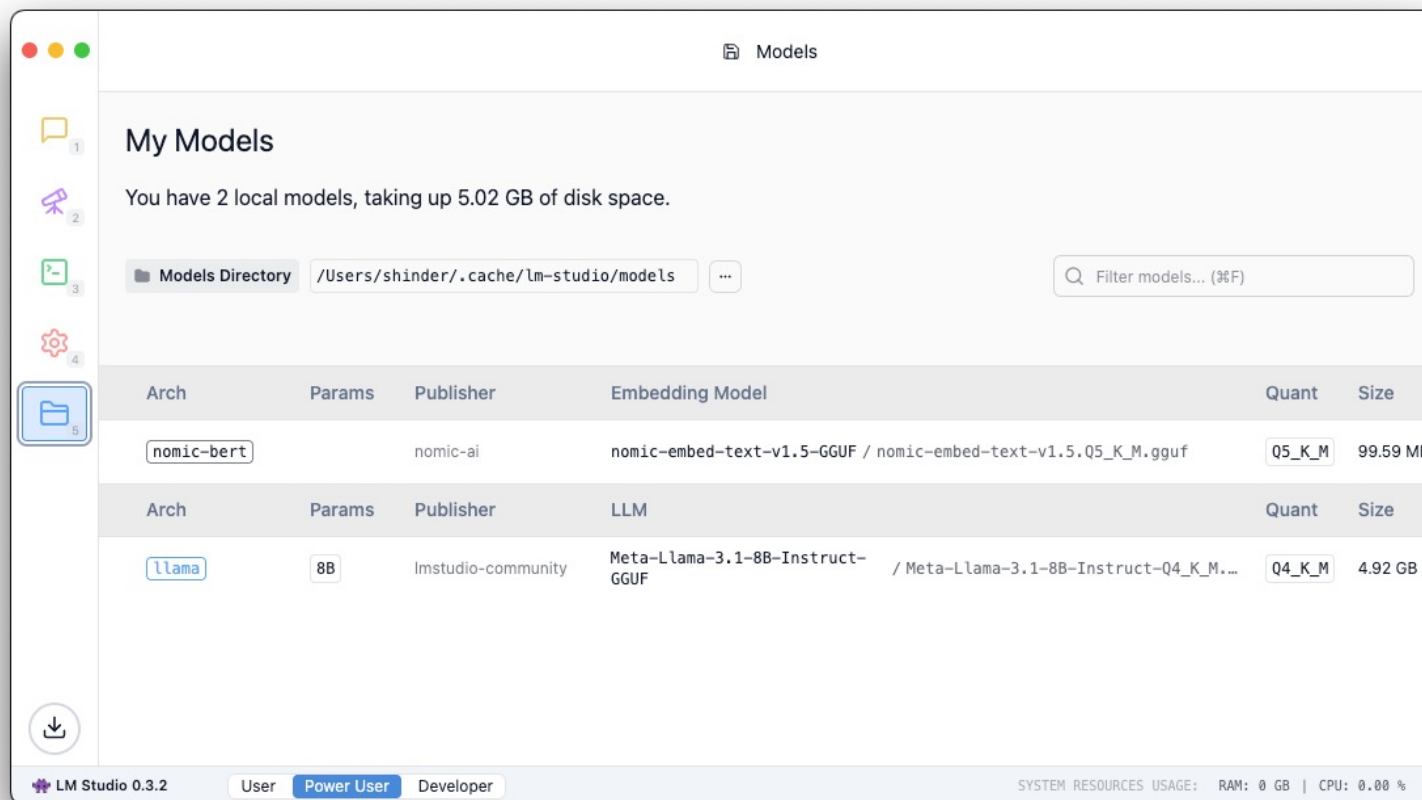 Models
1
2
3
4
5
My Models
You have 2 local models, taking up 5.02 GB of disk space.
Models Directory /Users/shinder/.cache/lm-studio/models ... Filter models... (⌘F)
Arch Params Publisher Embedding Model Quant Size
nomic-bert nomic-ai nomic-embed-text-v1.5-GGUF / nomic-embed-text-v1.5.Q5_K_M.gguf Q5_K_M 99.59
Arch Params Publisher LLM Quant Size
llama 8B lmstudio-community Meta-Llama-3.1-8B-Instruct-
GGUF / Meta-Llama-3.1-8B-Instruct-Q4_K_M.… Q4_K_M 4.92 GB
LM Studio 0.3.2 User Power User Developer SYSTEM RESOURCES USAGE: RAM: 0 GB | CPU: 0.00 %